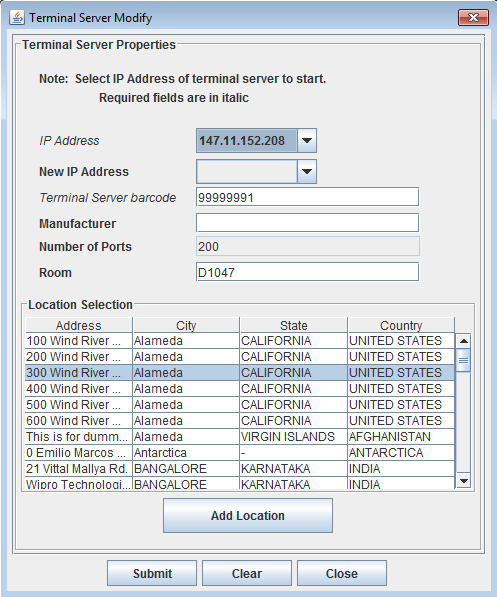 Terminal Server Modify
Terminal Server Properties
Note: Select IP Address of terminal server to start.
Required fields are in italic
IP Address 147.11.152.208
New IP Address
Terminal Server barcode 99999991
Manufacturer
Number of Ports 200
Room D1047
Location Selection
Address City State Country
100 Wind River ... Alameda CALIFORNIA UNITED STATES
200 Wind River ... Alameda CALIFORNIA UNITED STATES
300 Wind River ... Alameda CALIFORNIA UNITED STATES
400 Wind River ... Alameda CALIFORNIA UNITED STATES
500 Wind River ... Alameda CALIFORNIA UNITED STATES
600 Wind River ... Alameda CALIFORNIA UNITED STATES
This is for dumm... Alameda VIRGIN ISLANDS AFGHANISTAN
0 Emilio Marcos ... Antarctica - ANTARCTICA
21 Vittal Mallya Rd. BANGALORE KARNATAKA INDIA
Wipro Technologi... BANGALORE KARNATAKA INDIA
Add Location
Submit Clear Close